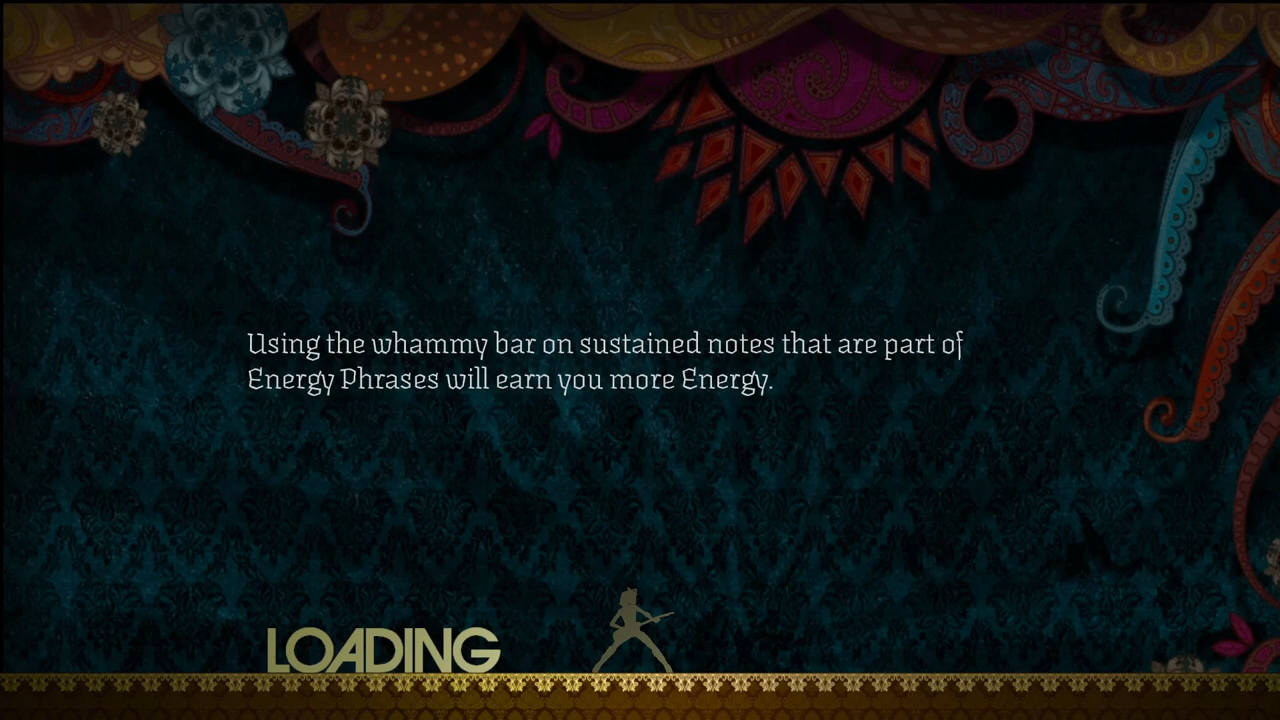 Using the whammy bar on sustained notes that are part of
Energy Phrases will earn you more Energy.
LOADING